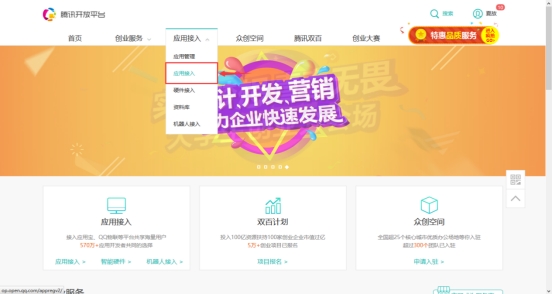 腾讯开放平台
搜索
首页 创业服务 应用接入 众创空间 腾讯双百 创业大赛
特惠品质服务
应用管理
应用接入
硬件接入
资料库
机器人接入
计、开发、营销
力企业快速发展
应用接入
双百计划
众创空间
接入应用宝、QQ物联等平台共享海量用户
570万+应用开发者共同的选择
投入100亿资源扶持100家创业企业市值过亿
1万+创业项目已报名
全国超25个核心城市优质办公场地等你入驻
超过300个团队已入驻
应用接入 » 智能硬件 » 机器人接入 »
项目报名 »
申请入驻 »
op.open.qq.com/appregv2/
服务